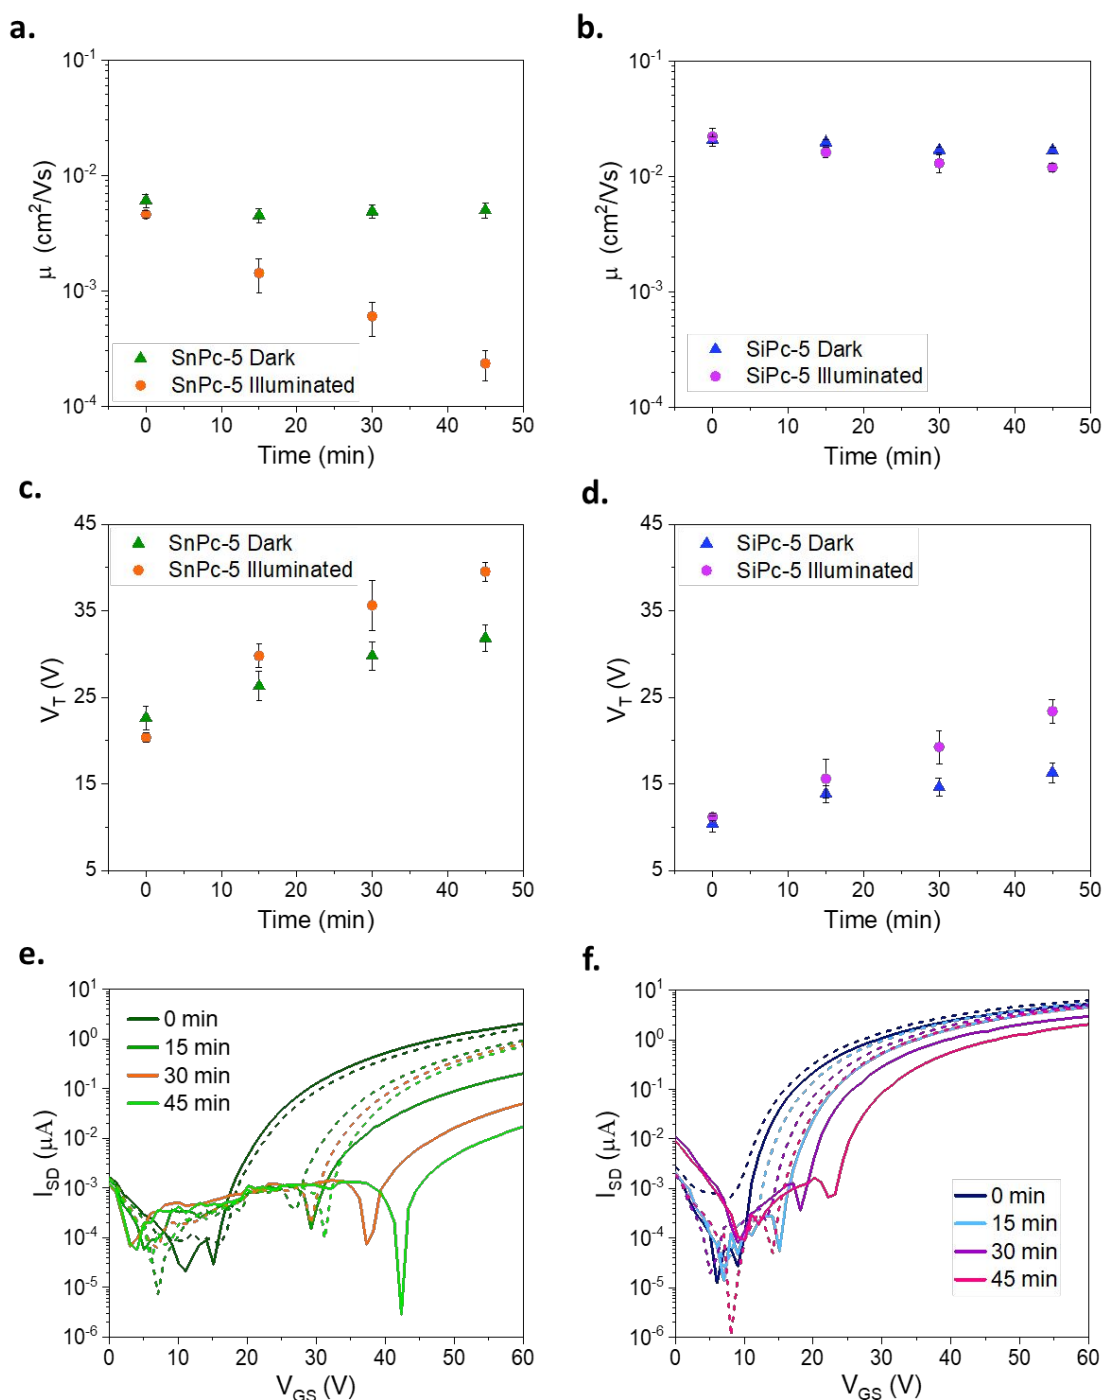 a.
10⁻¹
10⁻²
10⁻³
10⁻⁴
μ (cm²/Vs)
SnPc-5 Dark
SnPc-5 Illuminated
0 10 20 30 40 50
Time (min)
b.
10⁻¹
10⁻²
10⁻³
10⁻⁴
μ (cm²/Vs)
SiPc-5 Dark
SiPc-5 Illuminated
0 10 20 30 40 50
Time (min)
c.
45
35
25
15
5
V_T (V)
SnPc-5 Dark
SnPc-5 Illuminated
0 10 20 30 40 50
Time (min)
d.
45
35
25
15
5
V_T (V)
SiPc-5 Dark
SiPc-5 Illuminated
0 10 20 30 40 50
Time (min)
e.
10¹
10⁰
10⁻¹
10⁻²
10⁻³
10⁻⁴
10⁻⁵
10⁻⁶
I_SD (μA)
0 min
15 min
30 min
45 min
0 10 20 30 40 50 60
V_GS (V)
f.
10¹
10⁰
10⁻¹
10⁻²
10⁻³
10⁻⁴
10⁻⁵
10⁻⁶
I_SD (μA)
0 min
15 min
30 min
45 min
0 10 20 30 40 50 60
V_GS (V)